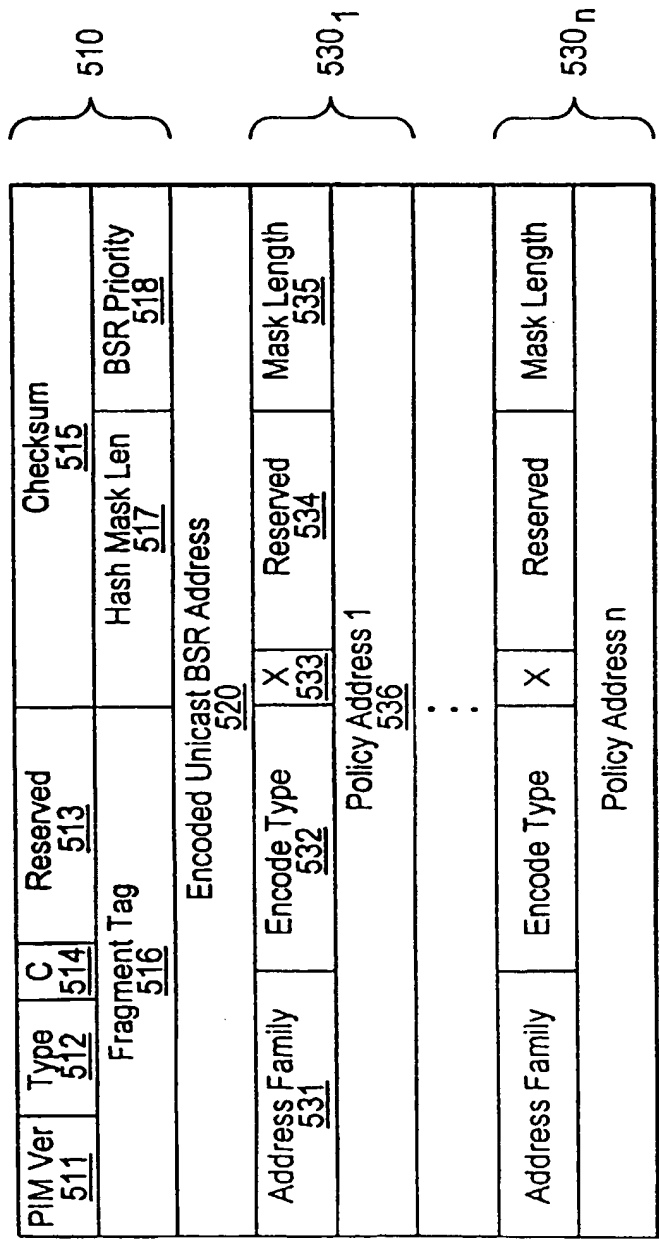 PIM Ver Type C Reserved Checksum
511 512 514 513 515
510
Fragment Tag Hash Mask Len BSR Priority
516 517 518
Encoded Unicast BSR Address
520
Address Family Encode Type X Reserved Mask Length
531 532 533 534 535
530₁
Policy Address 1
536
. . .
Address Family Encode Type X Reserved Mask Length
530ₙ
Policy Address n